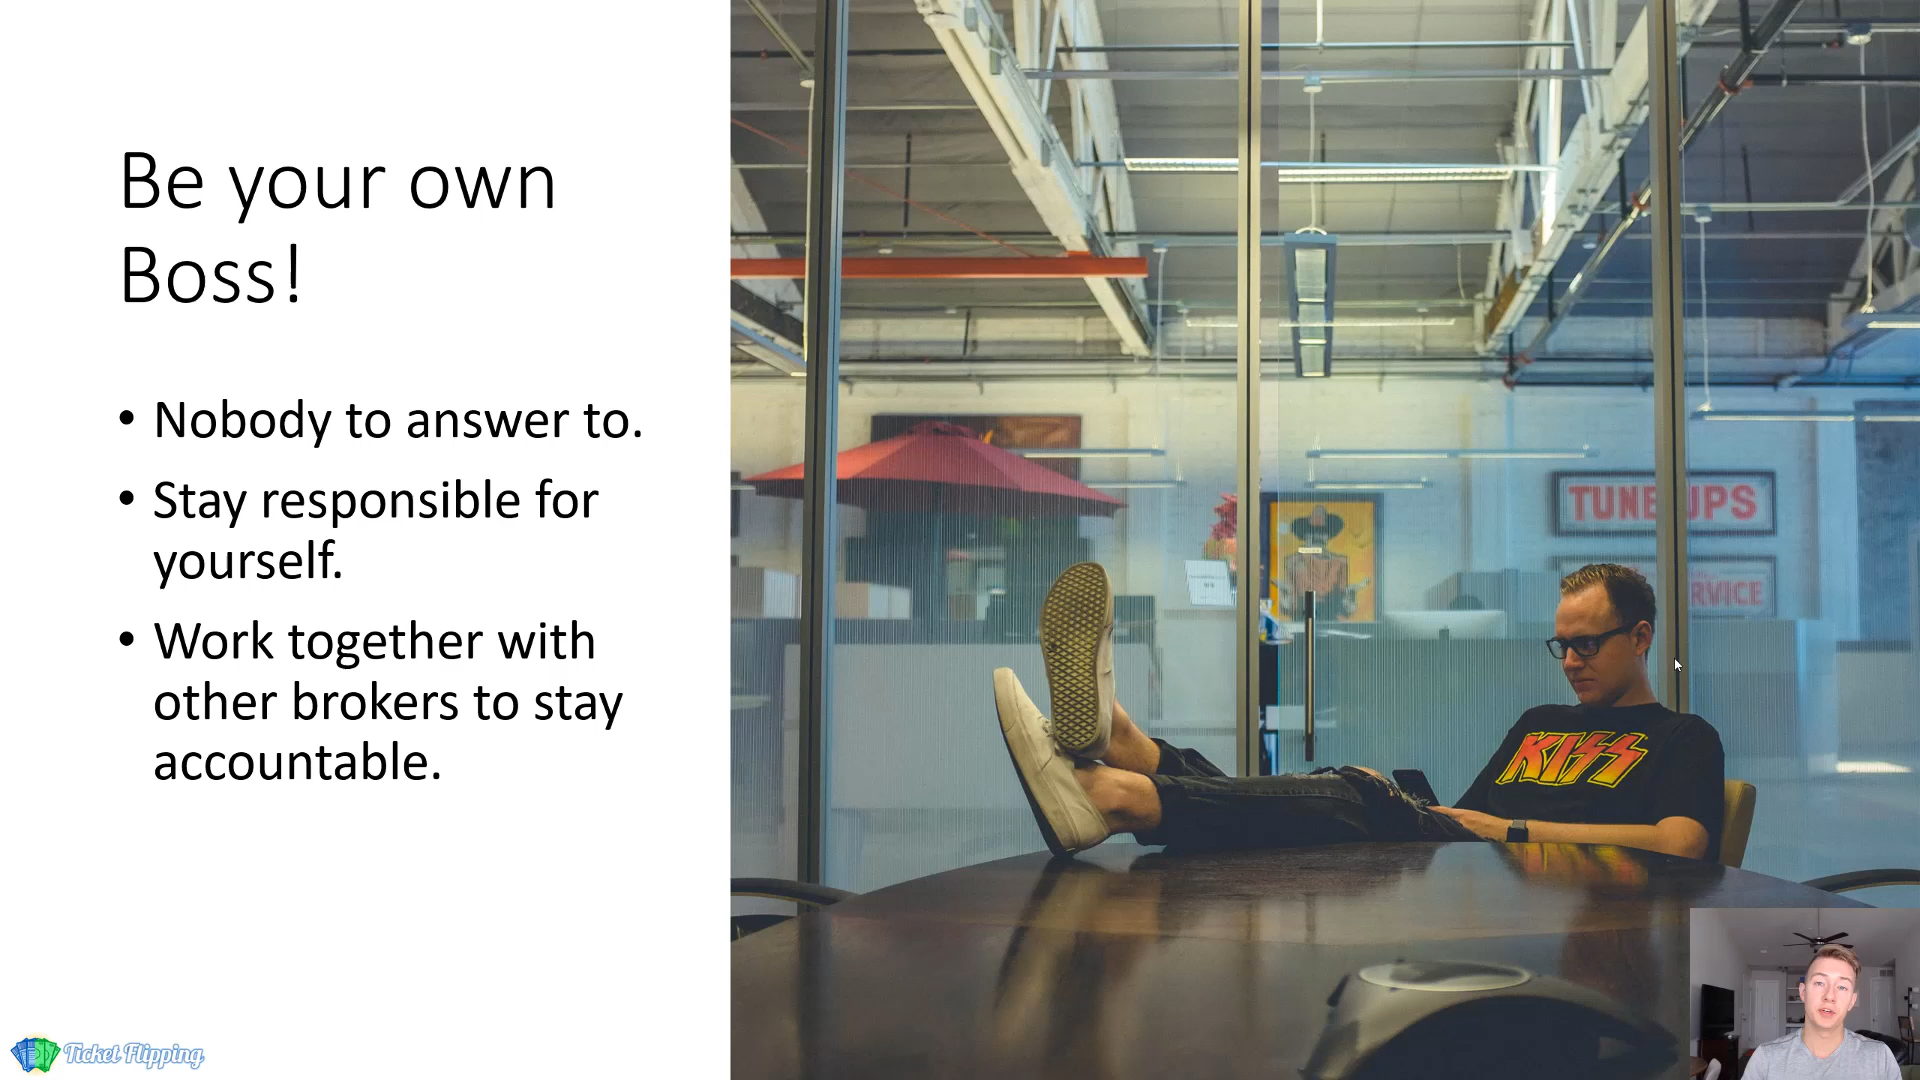 Be your own
Boss!
• Nobody to answer to.
• Stay responsible for
yourself.
• Work together with
other brokers to stay
accountable.
TUNE UPS
SERVICE
KISS
Ticket Flipping